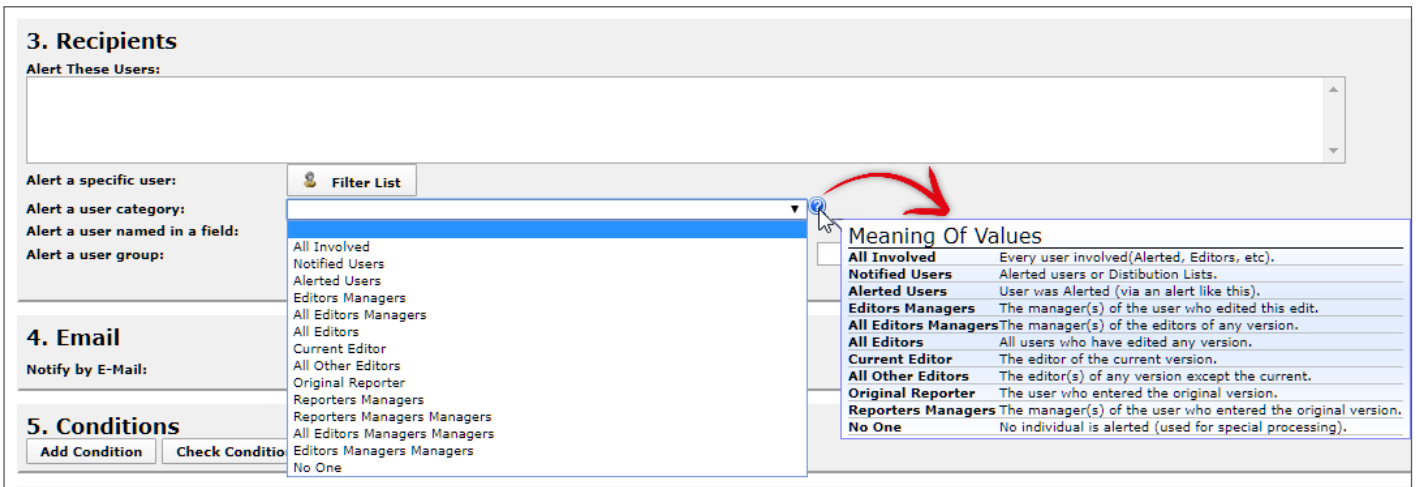 3. Recipients
Alert These Users:
Alert a specific user:
Filter List
Alert a user category:
Alert a user named in a field:
Alert a user group:
All Involved
Notified Users
Alerted Users
Editors Managers
All Editors Managers
All Editors
Current Editor
All Other Editors
Original Reporter
Reporters Managers
Reporters Managers Managers
All Editors Managers Managers
Editors Managers Managers
No One
?
Meaning Of Values
All Involved Every user involved(Alerted, Editors, etc).
Notified Users Alerted users or Distibution Lists.
Alerted Users User was Alerted (via an alert like this).
Editors Managers The manager(s) of the user who edited this edit.
All Editors Managers The manager(s) of the editors of any version.
All Editors All users who have edited any version.
Current Editor The editor of the current version.
All Other Editors The editor(s) of any version except the current.
Original Reporter The user who entered the original version.
Reporters Managers The manager(s) of the user who entered the original version.
No One No individual is alerted (used for special processing).
4. Email
Notify by E-Mail:
5. Conditions
Add Condition
Check Conditio